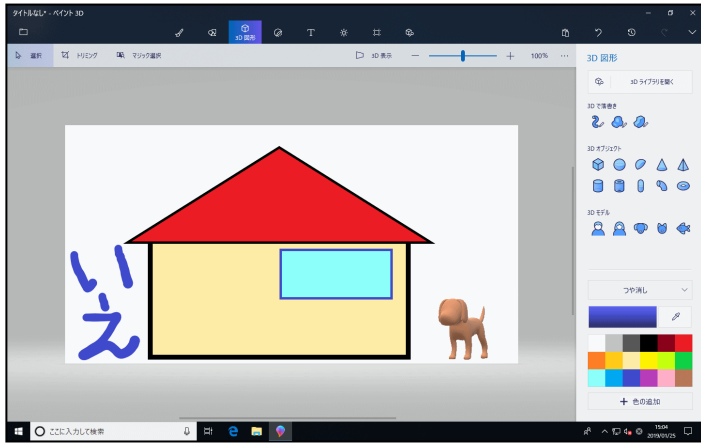 タイトルなし* - ペイント 3D
3D 図形
T
選択 トリミング マジック選択 3D 表示 100% ...
3D 図形
3D ライブラリを開く
3D で落書き
3D オブジェクト
3D モデル
つや消し
色の追加
いえ
ここに入力して検索
15:04
2019/01/25